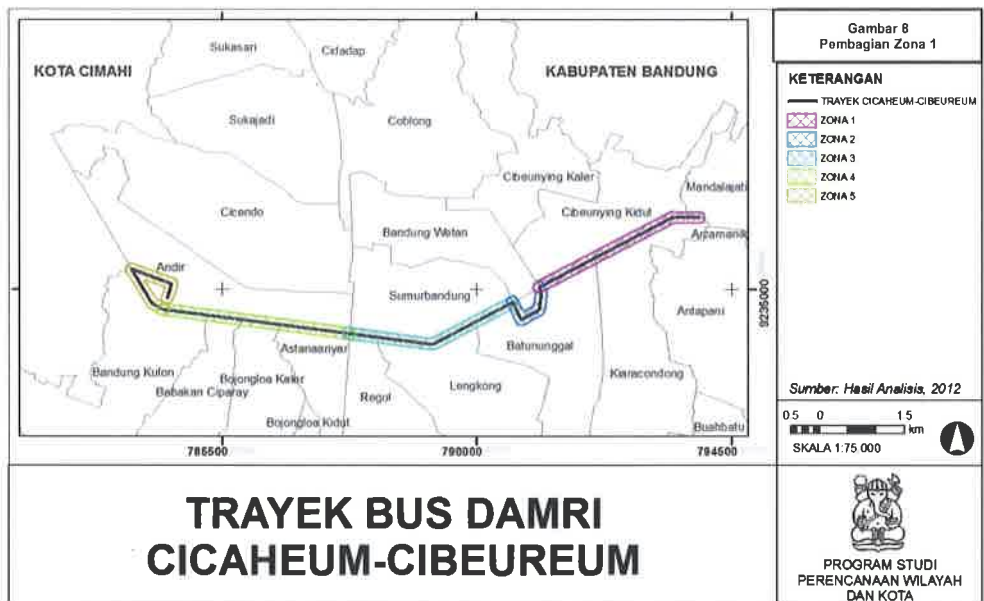 Gambar 8
Pembagian Zona 1
KOTA CIMAHI
Sukasari
Cidadap
KABUPATEN BANDUNG
Sukajadi
Coblong
Cibeunying Kaler
Mandalajati
Cicendo
Cibeunying Kidul
Bandung Wetan
Arcamanik
Andir
Sumurbandung
Antapani
Astanaanyar
Batununggal
Bandung Kulon
Babakan Ciparay
Bojongloa Kaler
Regol
Lengkong
Kiaracondong
Bojongloa Kidul
Buahbatu
786500
790000
794500
9235000
KETERANGAN
TRAYEK CICAHEUM-CIBEUREUM
ZONA 1
ZONA 2
ZONA 3
ZONA 4
ZONA 5
Sumber: Hasil Analisis, 2012
0.5 0 1.5
km
SKALA 1:75.000
TRAYEK BUS DAMRI
CICAHEUM-CIBEUREUM
PROGRAM STUDI
PERENCANAAN WILAYAH
DAN KOTA